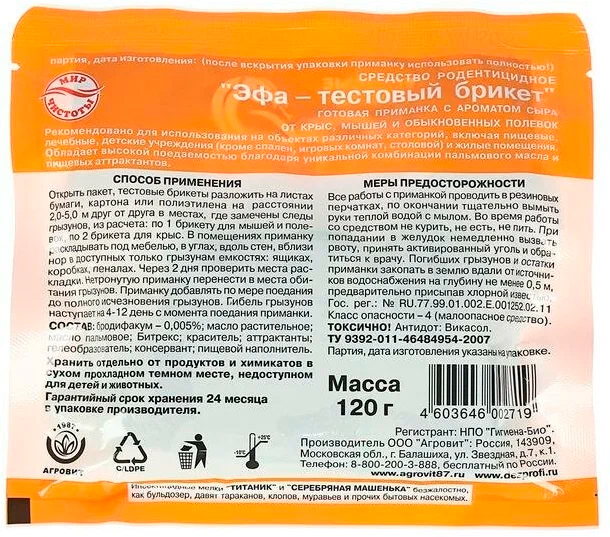 партия, дата изготовления: (после вскрытия упаковки приманку использовать полностью!)
МИР
ЧИСТОТЫ
СРЕДСТВО РОДЕНТИЦИДНОЕ
"Эфа – тестовый брикет"
ГОТОВАЯ ПРИМАНКА С АРОМАТОМ СЫРА
ОТ КРЫС, МЫШЕЙ И ОБЫКНОВЕННЫХ ПОЛЕВОК
Рекомендовано для использования на объектах различных категорий, включая пищевые,
лечебные, детские учреждения (кроме спален, игровых комнат, столовой) и жилые помещения.
Обладает высокой поедаемостью благодаря уникальной комбинации пальмового масла и
пищевых аттрактантов.
СПОСОБ ПРИМЕНЕНИЯ
Открыть пакет, тестовые брикеты разложить на листах
бумаги, картона или полиэтилена на расстоянии
2,0-5,0 м друг от друга в местах, где замечены следы
грызунов, из расчета: по 1 брикету для мышей и поле-
вок, по 2 брикета для крыс. В помещениях приманку
раскладывать под мебелью, в углах, вдоль стен, вблизи
нор в доступных только грызунам емкостях: ящиках,
коробках, пеналах. Через 2 дня проверить места рас-
кладки. Нетронутую приманку перенести в места оби-
тания грузунов. Приманку добавлять по мере поедания
до полного исчезновения грызунов. Гибель грызунов
наступает на 4-12 день с момента поедания приманки.
СОСТАВ: бродифакум – 0,005%; масло растительное;
масло пальмовое; Битрекс; краситель; аттрактанты;
гелеобразователь; консервант; пищевой наполнитель.
Хранить отдельно от продуктов и химикатов в
сухом прохладном темном месте, недоступном
для детей и животных.
Гарантийный срок хранения 24 месяца
в упаковке производителя.
МЕРЫ ПРЕДОСТОРОЖНОСТИ
Все работы с приманкой проводить в резиновых
перчатках, по окончании тщательно вымыть
руки теплой водой с мылом. Во время работы
со средством не курить, не есть, не пить. При
попадании в желудок немедленно вызвать
рвоту, принять активированный уголь и обра-
титься к врачу. Погибших грызунов и остатки
приманки закопать в землю вдали от источни-
ков водоснабжения на глубину не менее 0,5 м,
предварительно присыпав хлорной известью.
Гос. рег.: № RU.77.99.01.002.Е.001252.02.11
Класс опасности – 4 (малоопасное средство).
ТОКСИЧНО! Антидот: Викасол.
ТУ 9392-011-46484954-2007
Партия, дата изготовления указаны на упаковке.
Масса
120 г
4 603646 002719
1987
АГРОВИТ
C/LDPE
+25°C
-10°C
Регистрант: НПО "Гигиена-Био".
Производитель ООО "Агровит": Россия, 143909,
Московская обл., г. Балашиха, ул. Звездная, д.7, к.1.
Телефон: 8-800-200-3-888, бесплатный по России.
www.agrovit87.ru www.dezprofi.ru
Инсектицидные мелки "ТИТАНИК" и "СЕРЕБРЯНАЯ МАШЕНЬКА" безжалостно,
как бульдозер, давят тараканов, клопов, муравьев и прочих бытовых насекомых.